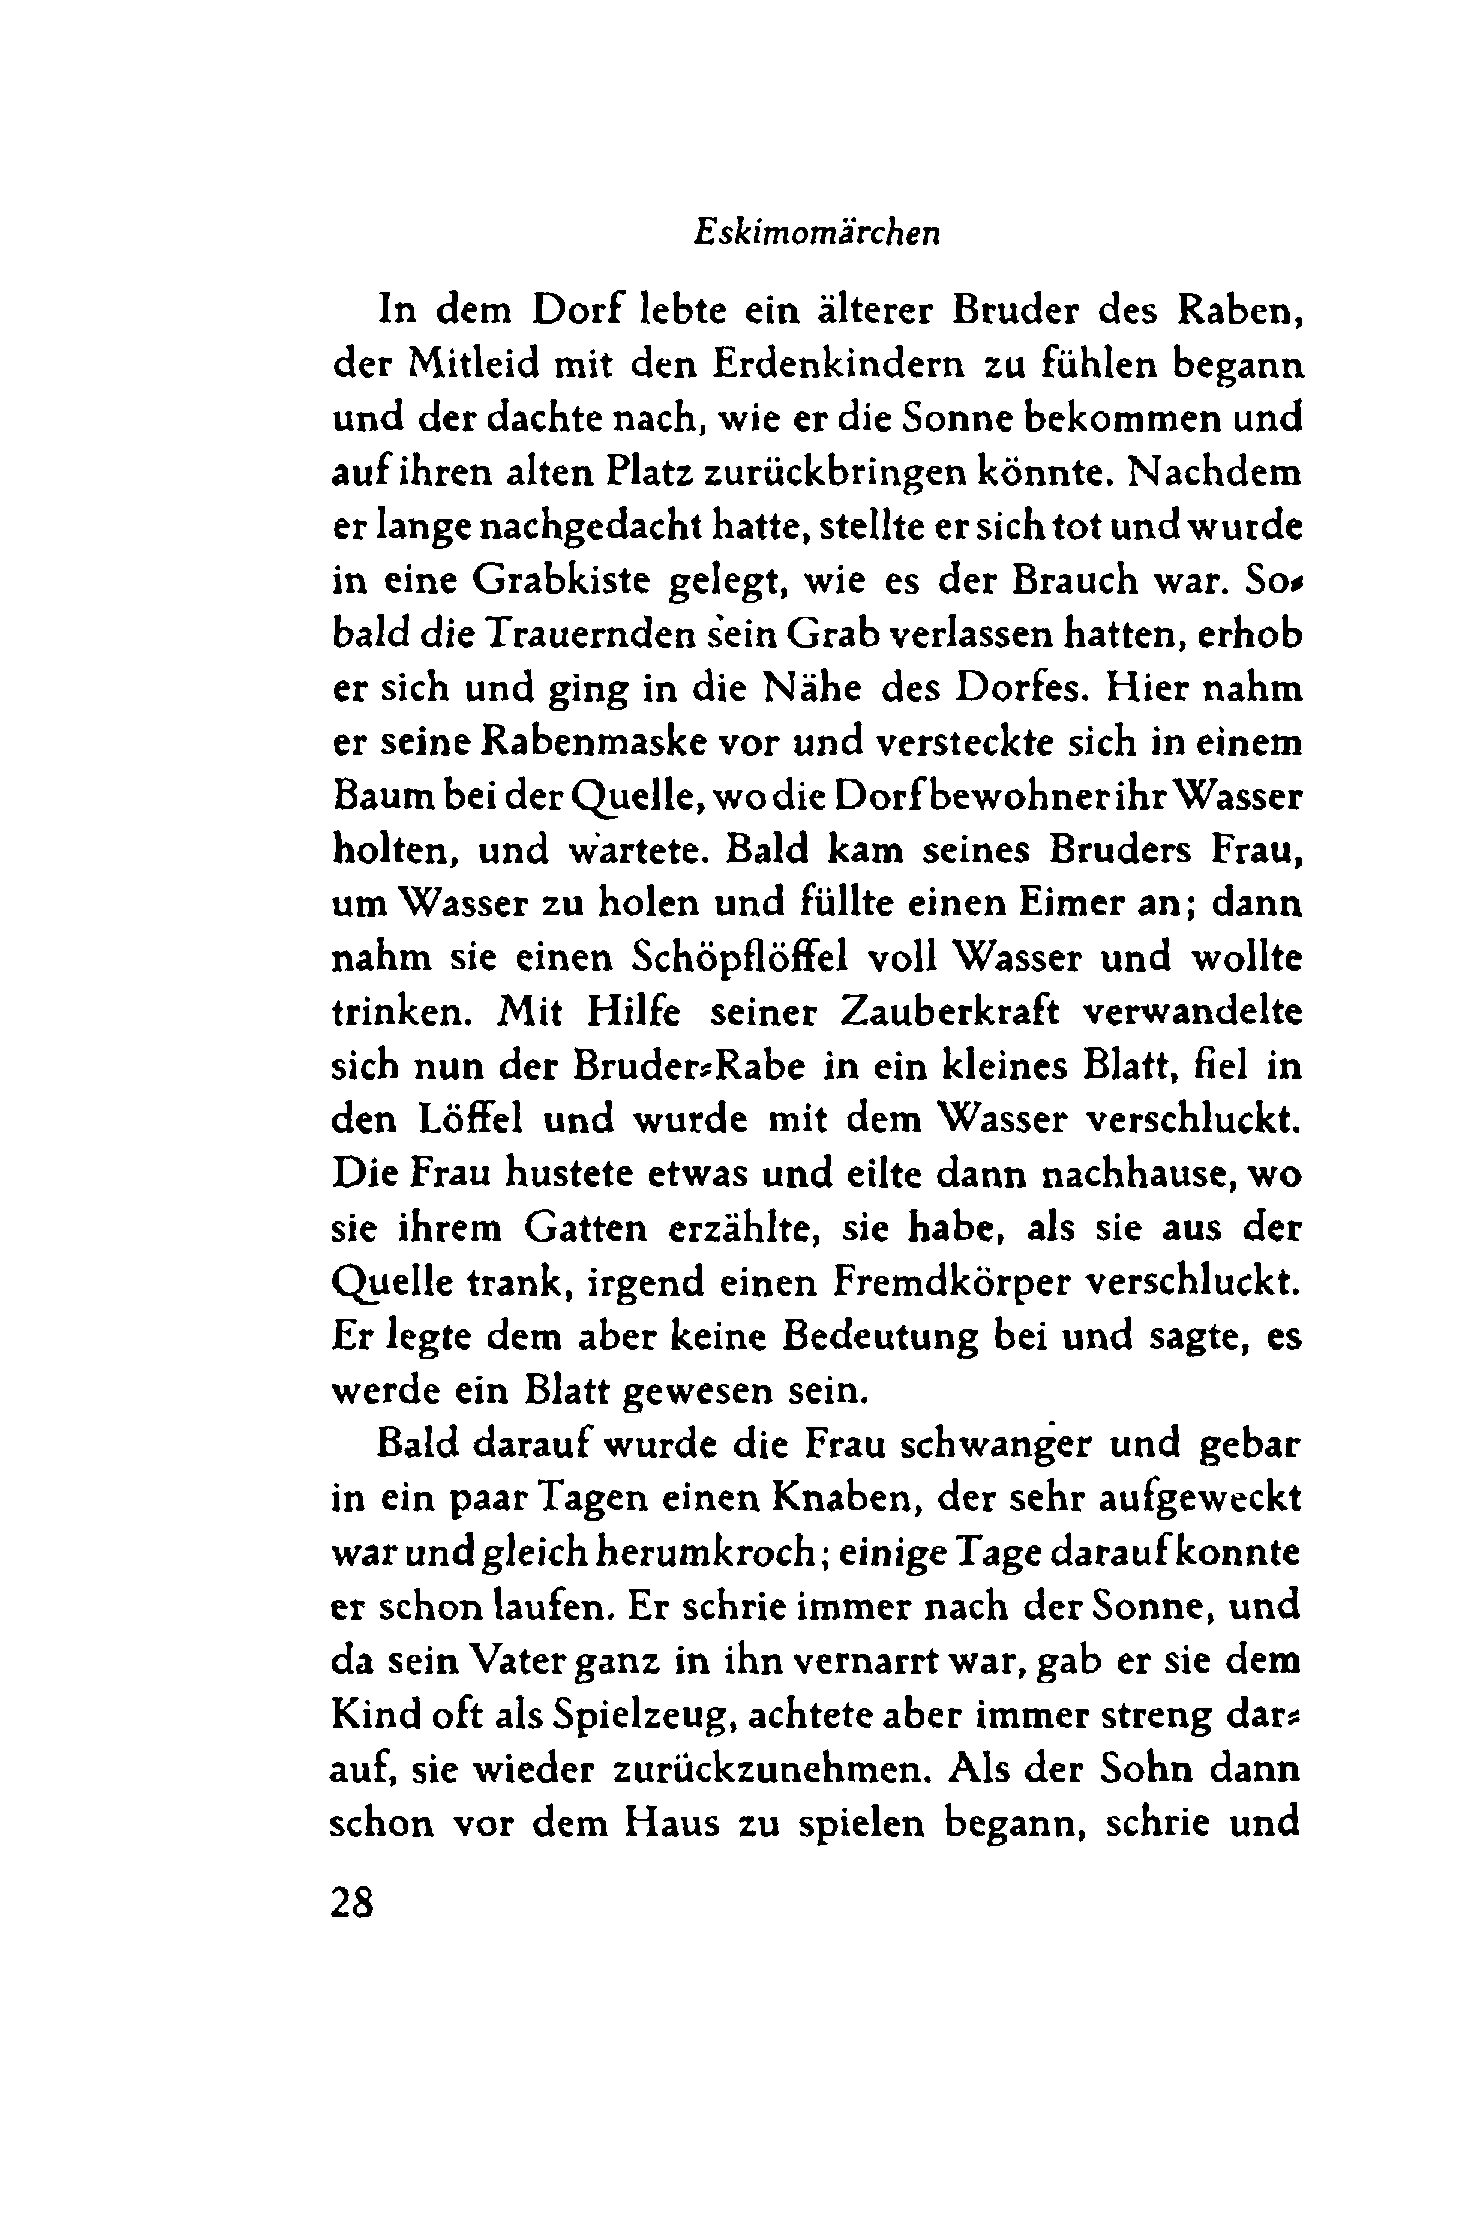 Eskimomärchen
In dem Dorf lebte ein älterer Bruder des Raben,
der Mitleid mit den Erdenkindern zu fühlen begann
und der dachte nach, wie er die Sonne bekommen und
auf ihren alten Platz zurückbringen könnte. Nachdem
er lange nachgedacht hatte, stellte er sich tot und wurde
in eine Grabkiste gelegt, wie es der Brauch war. So-
bald die Trauernden sein Grab verlassen hatten, erhob
er sich und ging in die Nähe des Dorfes. Hier nahm
er seine Rabenmaske vor und versteckte sich in einem
Baum bei der Quelle, wo die Dorfbewohner ihr Wasser
holten, und wartete. Bald kam seines Bruders Frau,
um Wasser zu holen und füllte einen Eimer an; dann
nahm sie einen Schöpflöffel voll Wasser und wollte
trinken. Mit Hilfe seiner Zauberkraft verwandelte
sich nun der Bruder-Rabe in ein kleines Blatt, fiel in
den Löffel und wurde mit dem Wasser verschluckt.
Die Frau hustete etwas und eilte dann nachhause, wo
sie ihrem Gatten erzählte, sie habe, als sie aus der
Quelle trank, irgend einen Fremdkörper verschluckt.
Er legte dem aber keine Bedeutung bei und sagte, es
werde ein Blatt gewesen sein.
Bald darauf wurde die Frau schwanger und gebar
in ein paar Tagen einen Knaben, der sehr aufgeweckt
war und gleich herumkroch; einige Tage darauf konnte
er schon laufen. Er schrie immer nach der Sonne, und
da sein Vater ganz in ihn vernarrt war, gab er sie dem
Kind oft als Spielzeug, achtete aber immer streng dar-
auf, sie wieder zurückzunehmen. Als der Sohn dann
schon vor dem Haus zu spielen begann, schrie und
28